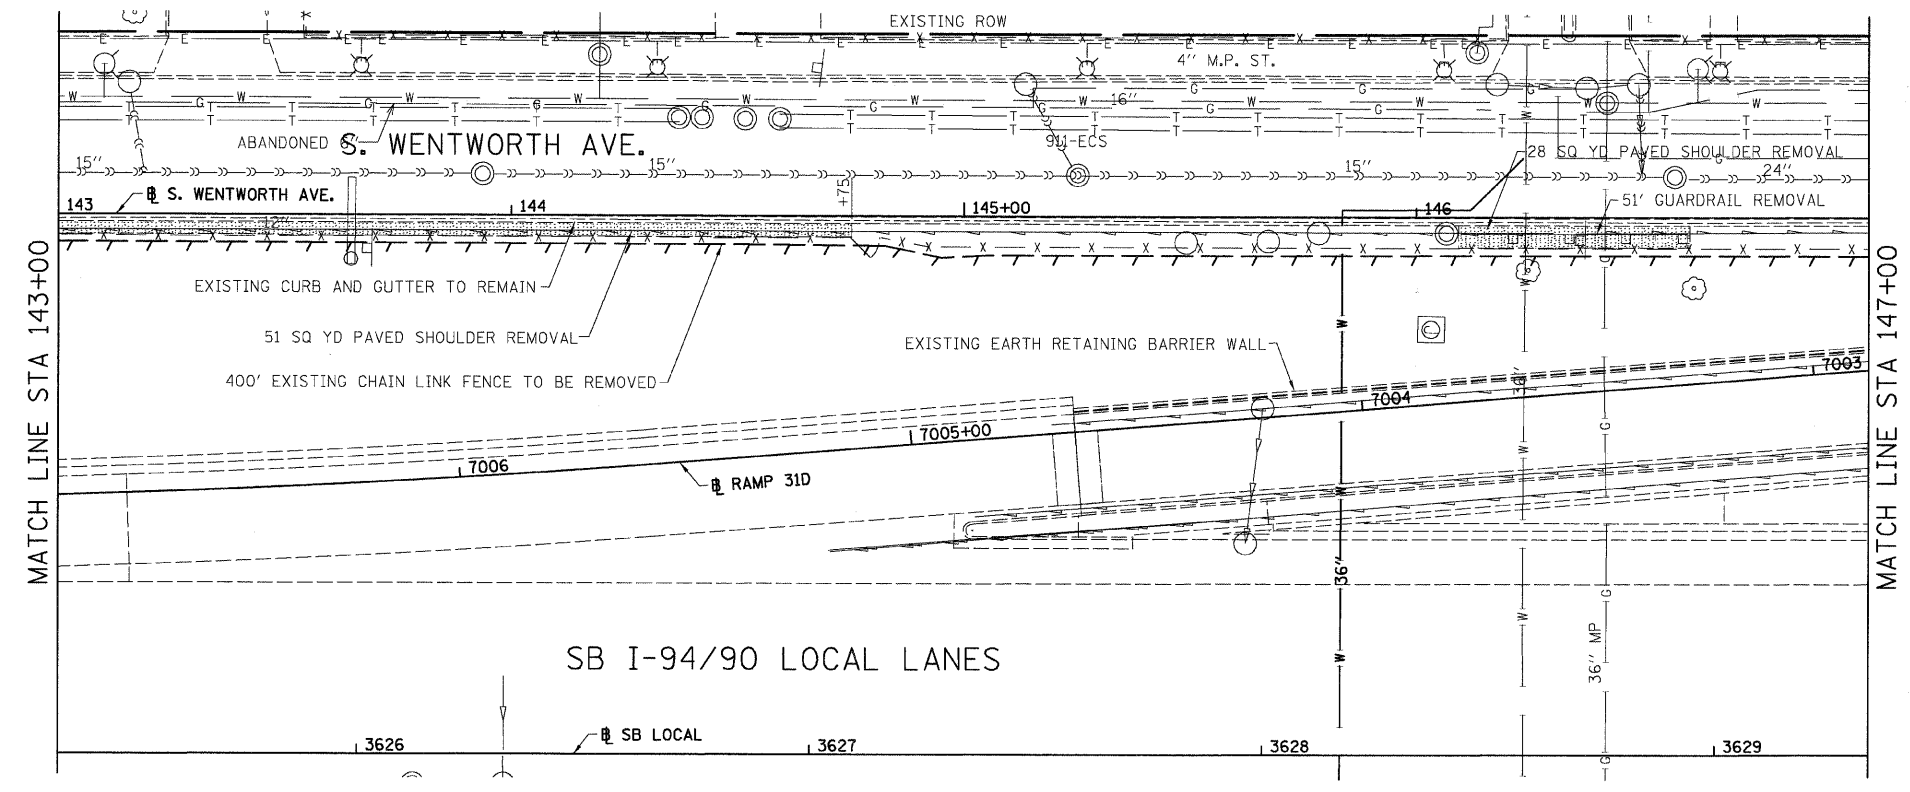 EXISTING ROW
4" M.P. ST.
16"
ABANDONED 6"
S. WENTWORTH AVE.
911-ECS
28 SQ YD PAVED SHOULDER REMOVAL
15"
15"
15"
24"
+75
℄ S. WENTWORTH AVE.
51' GUARDRAIL REMOVAL
143
144
145+00
146
12"
EXISTING CURB AND GUTTER TO REMAIN
51 SQ YD PAVED SHOULDER REMOVAL
EXISTING EARTH RETAINING BARRIER WALL
400' EXISTING CHAIN LINK FENCE TO BE REMOVED
7003
7004
7005+00
7006
℄ RAMP 31D
36"
36" MP
MATCH LINE STA 143+00
MATCH LINE STA 147+00
SB I-94/90 LOCAL LANES
℄ SB LOCAL
3626
3627
3628
3629